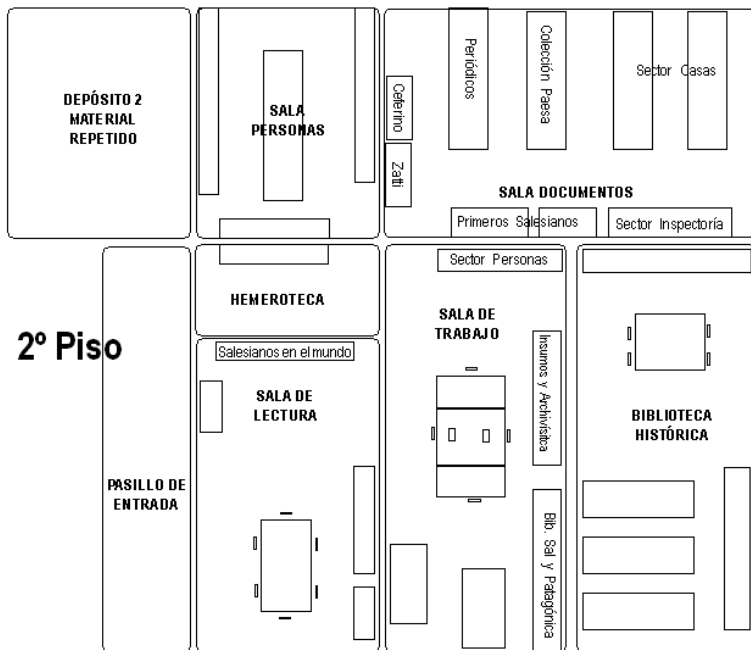 DEPÓSITO 2
MATERIAL
REPETIDO
SALA
PERSONAS
Ceferino
Zatti
Periódicos
Colección Paesa
Sector Casas
SALA DOCUMENTOS
Primeros Salesianos
Sector Inspectoría
2º Piso
PASILLO DE
ENTRADA
HEMEROTECA
Salesianos en el mundo
SALA DE
LECTURA
Sector Personas
SALA DE
TRABAJO
Insumos y Archivísitca
Bib. Sal y Patagónica
BIBLIOTECA
HISTÓRICA